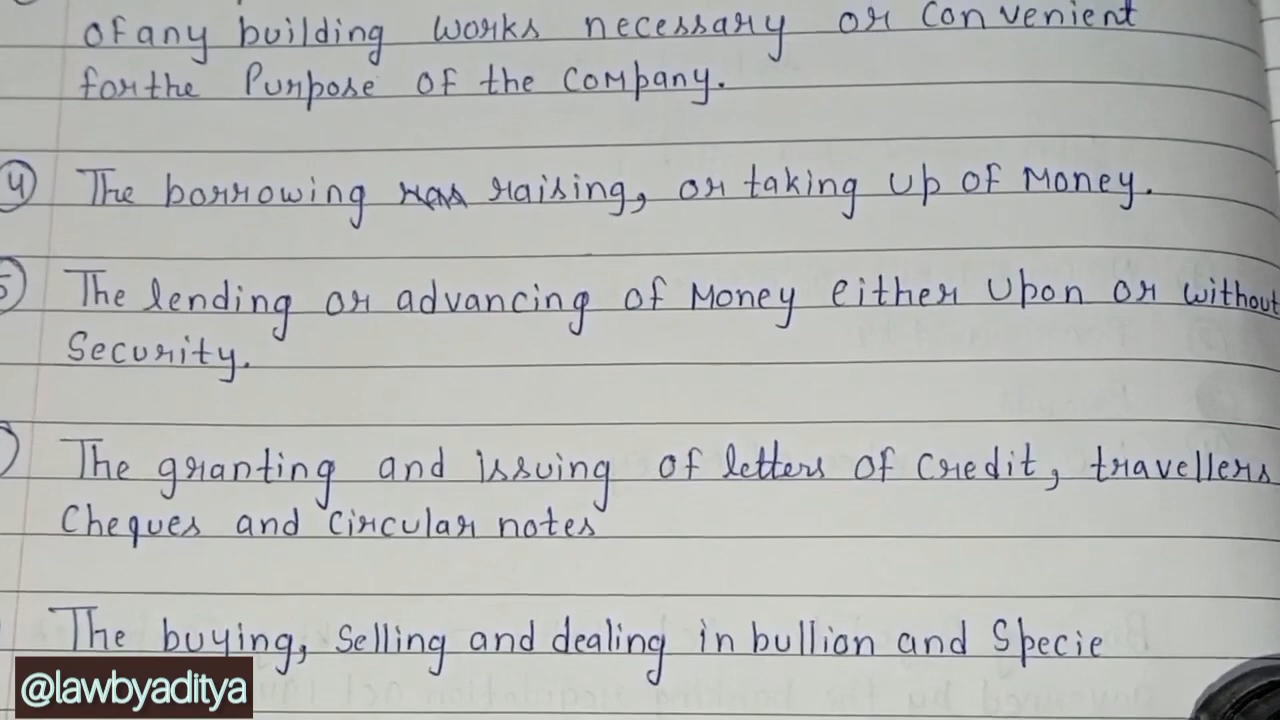 of any building works necessary or convenient
for the Purpose of the company.
4 The borrowing raising, or taking up of Money.
5 The lending or advancing of Money either upon or without
Security.
The granting and issuing of letters of credit, travellers
Cheques and circular notes
The buying, selling and dealing in bullion and Specie
@lawbyaditya